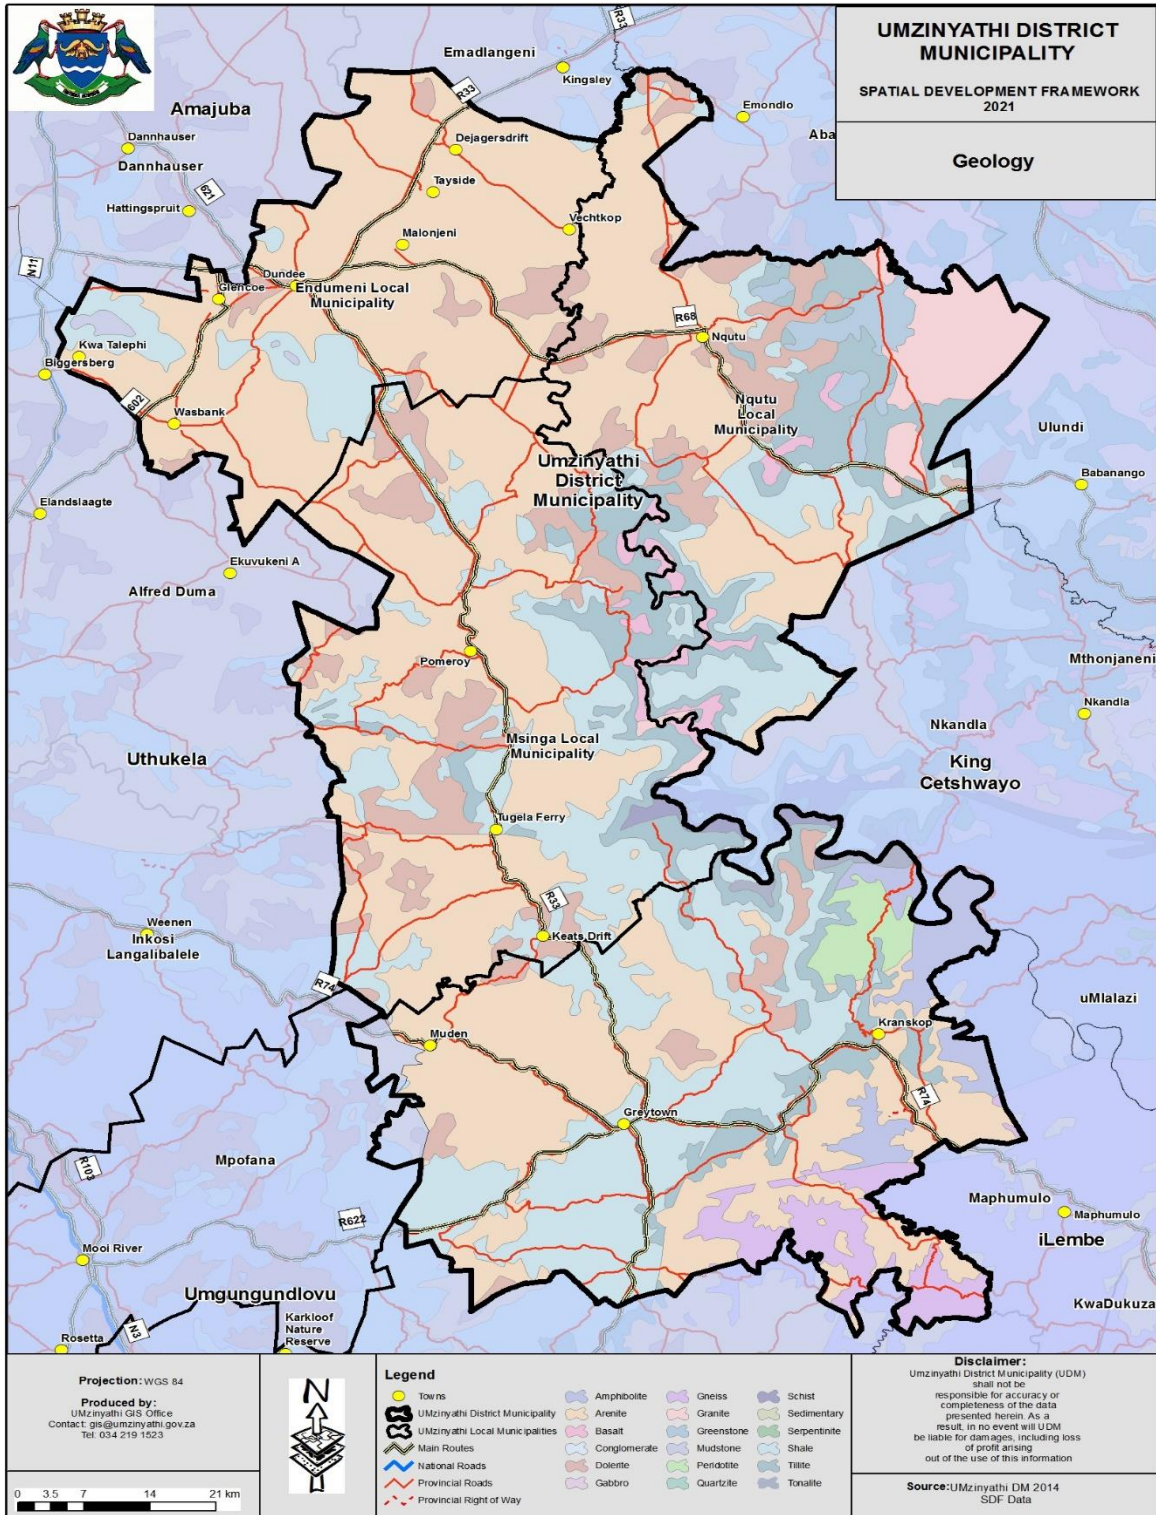 UMZINYATHI DISTRICT
MUNICIPALITY
SPATIAL DEVELOPMENT FRAMEWORK
2021
Geology
R33
Emadlangeni
Kingsley
Amajuba
R33
Emondlo
Aba
Dannhauser
Dannhauser
Dejagersdrift
621
Tayside
Hattingspruit
Vechtkop
Malonjeni
N11
Dundee
Glencoe
Endumeni Local
Municipality
R68
Nqutu
Kwa Talephi
Biggersberg
602
Nqutu
Local
Municipality
Wasbank
Ulundi
Umzinyathi
District
Municipality
Babanango
Elandslaagte
Ekuvukeni A
Alfred Duma
Pomeroy
Mthonjaneni
Nkandla
Nkandla
Msinga Local
Municipality
Uthukela
King
Cetshwayo
Tugela Ferry
R33
Weenen
Inkosi
Langalibalele
Keats Drift
R74
uMlalazi
Muden
Kranskop
R74
Greytown
R103
Mpofana
Maphumulo
Maphumulo
R622
iLembe
Mooi River
Umgungundlovu
KwaDukuza
Karkloof
Nature
Reserve
N3
Rosetta
Projection: WGS 84
Produced by:
UMzinyathi GIS Office
Contact: gis@umzinyathi.gov.za
Tel: 034 219 1523
0 3.5 7 14 21 km
N
Legend
Towns
UMzinyathi District Municipality
UMzinyathi Local Municipalities
Main Routes
National Roads
Provincial Roads
Provincial Right of Way
Amphibolite
Arenite
Basalt
Conglomerate
Dolerite
Gabbro
Gneiss
Granite
Greenstone
Mudstone
Peridotite
Quartzite
Schist
Sedimentary
Serpentinite
Shale
Tillite
Tonalite
Disclaimer:
Umzinyathi District Municipality (UDM)
shall not be
responsible for accuracy or
completeness of the data
presented herein. As a
result, in no event will UDM
be liable for damages, including loss
of profit arising
out of the use of this information
Source:UMzinyathi DM 2014
SDF Data